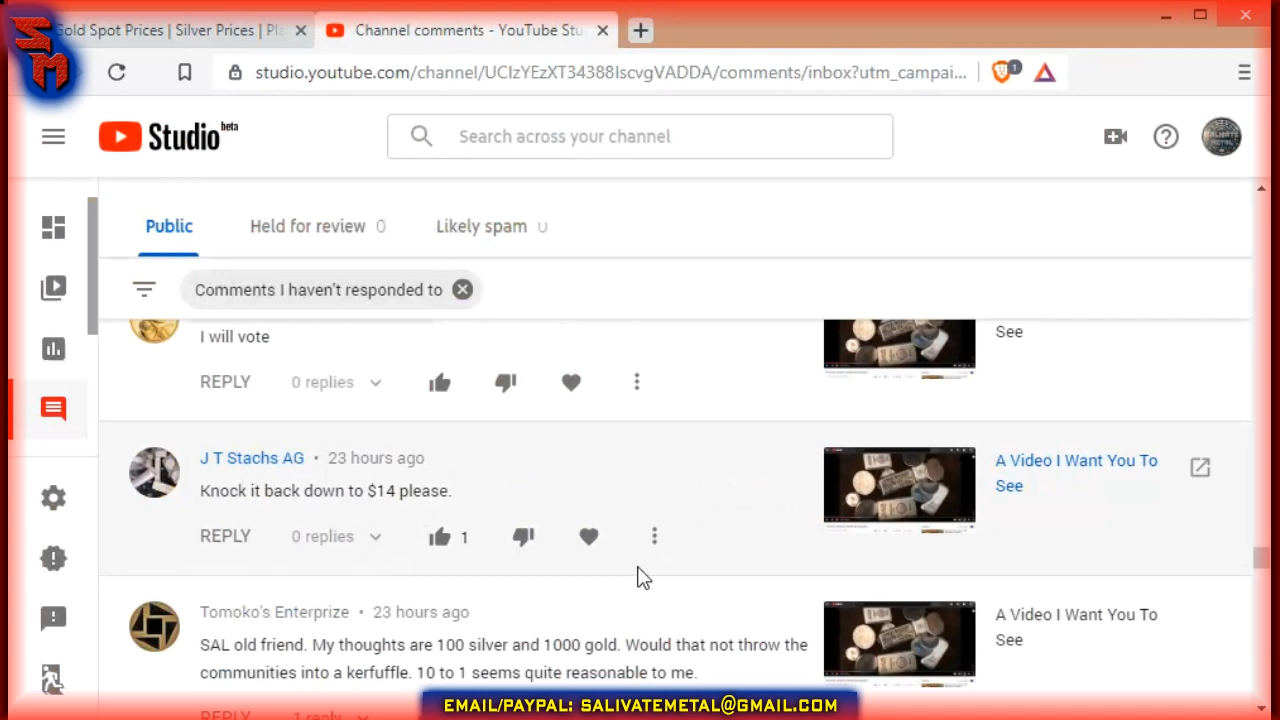 SM
Gold Spot Prices | Silver Prices | Pla
Channel comments - YouTube Stu
studio.youtube.com/channel/UCIzYEzXT34388IscvgVADDA/comments/inbox?utm_campai...
1
Studio beta
Search across your channel
Public
Held for review 0
Likely spam 0
Comments I haven't responded to
I will vote
See
REPLY 0 replies
J T Stachs AG • 23 hours ago
A Video I Want You To
See
Knock it back down to $14 please.
REPLY 0 replies 1
Tomoko's Enterprize • 23 hours ago
A Video I Want You To
See
SAL old friend. My thoughts are 100 silver and 1000 gold. Would that not throw the
communities into a kerfuffle. 10 to 1 seems quite reasonable to me.
REPLY 1 reply
EMAIL/PAYPAL: SALIVATEMETAL@GMAIL.COM